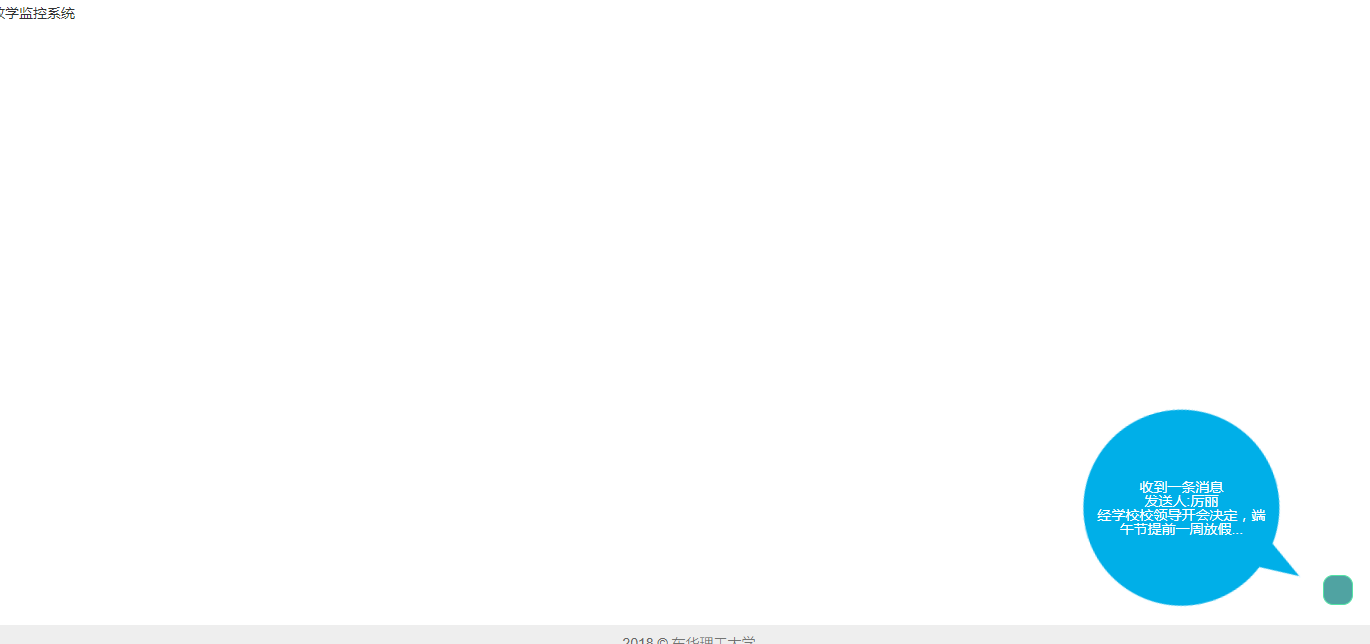 学监控系统
收到一条消息
发送人:厉丽
经学校校领导开会决定，端
午节提前一周放假...
2018 © 东华理工大学